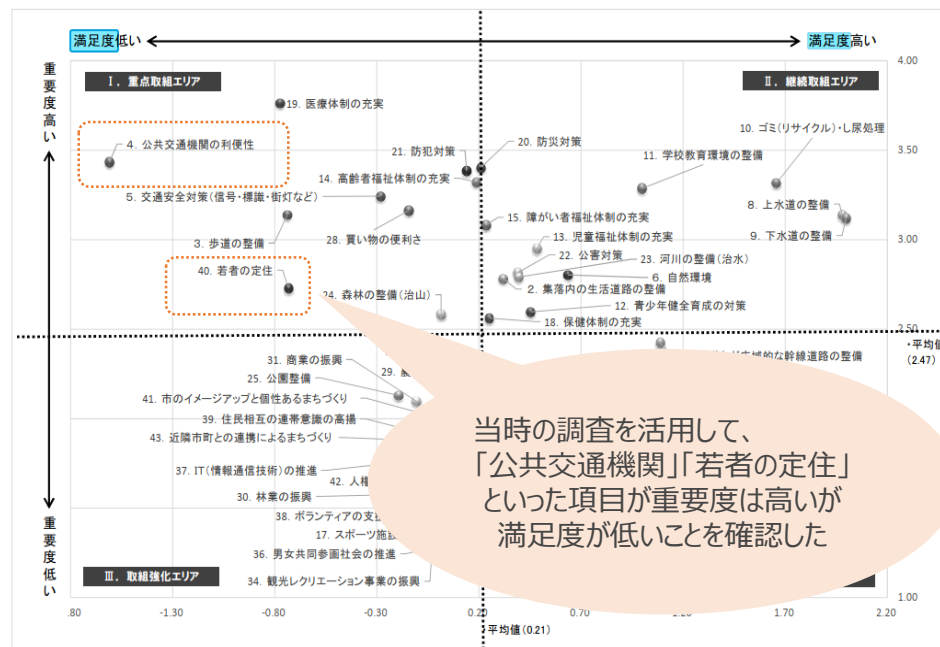 満足度低い
満足度高い
重要度高い
重要度低い
4.00
3.50
3.00
2.50
1.00
Ⅰ．重点取組エリア
Ⅱ．継続取組エリア
19. 医療体制の充実
4. 公共交通機関の利便性
10. ゴミ(リサイクル)・し尿処理
20. 防災対策
21. 防犯対策
11. 学校教育環境の整備
14. 高齢者福祉体制の充実
5. 交通安全対策(信号・標識・街灯など)
8. 上水道の整備
15. 障がい者福祉体制の充実
28. 買い物の便利さ
13. 児童福祉体制の充実
9. 下水道の整備
3. 歩道の整備
22. 公害対策
23. 河川の整備(治水)
40. 若者の定住
6. 自然環境
2. 集落内の生活道路の整備
24. 森林の整備(治山)
12. 青少年健全育成の対策
18. 保健体制の充実
・平均値
(2.47)
的な幹線道路の整備
31. 商業の振興
29.
25. 公園整備
41. 市のイメージアップと個性あるまちづくり
39. 住民相互の連帯意識の高揚
43. 近隣市町との連携によるまちづくり
37. IT(情報通信技術)の推進
42. 人権
30. 林業の振興
38. ボランティアの支援
17. スポーツ施設
36. 男女共同参画社会の推進
34. 観光レクリエーション事業の振興
Ⅲ．取組強化エリア
当時の調査を活用して、
「公共交通機関」「若者の定住」
といった項目が重要度は高いが
満足度が低いことを確認した
.80
-1.30
-0.80
-0.30
0.20
0.70
1.20
1.70
2.20
・平均値(0.21)